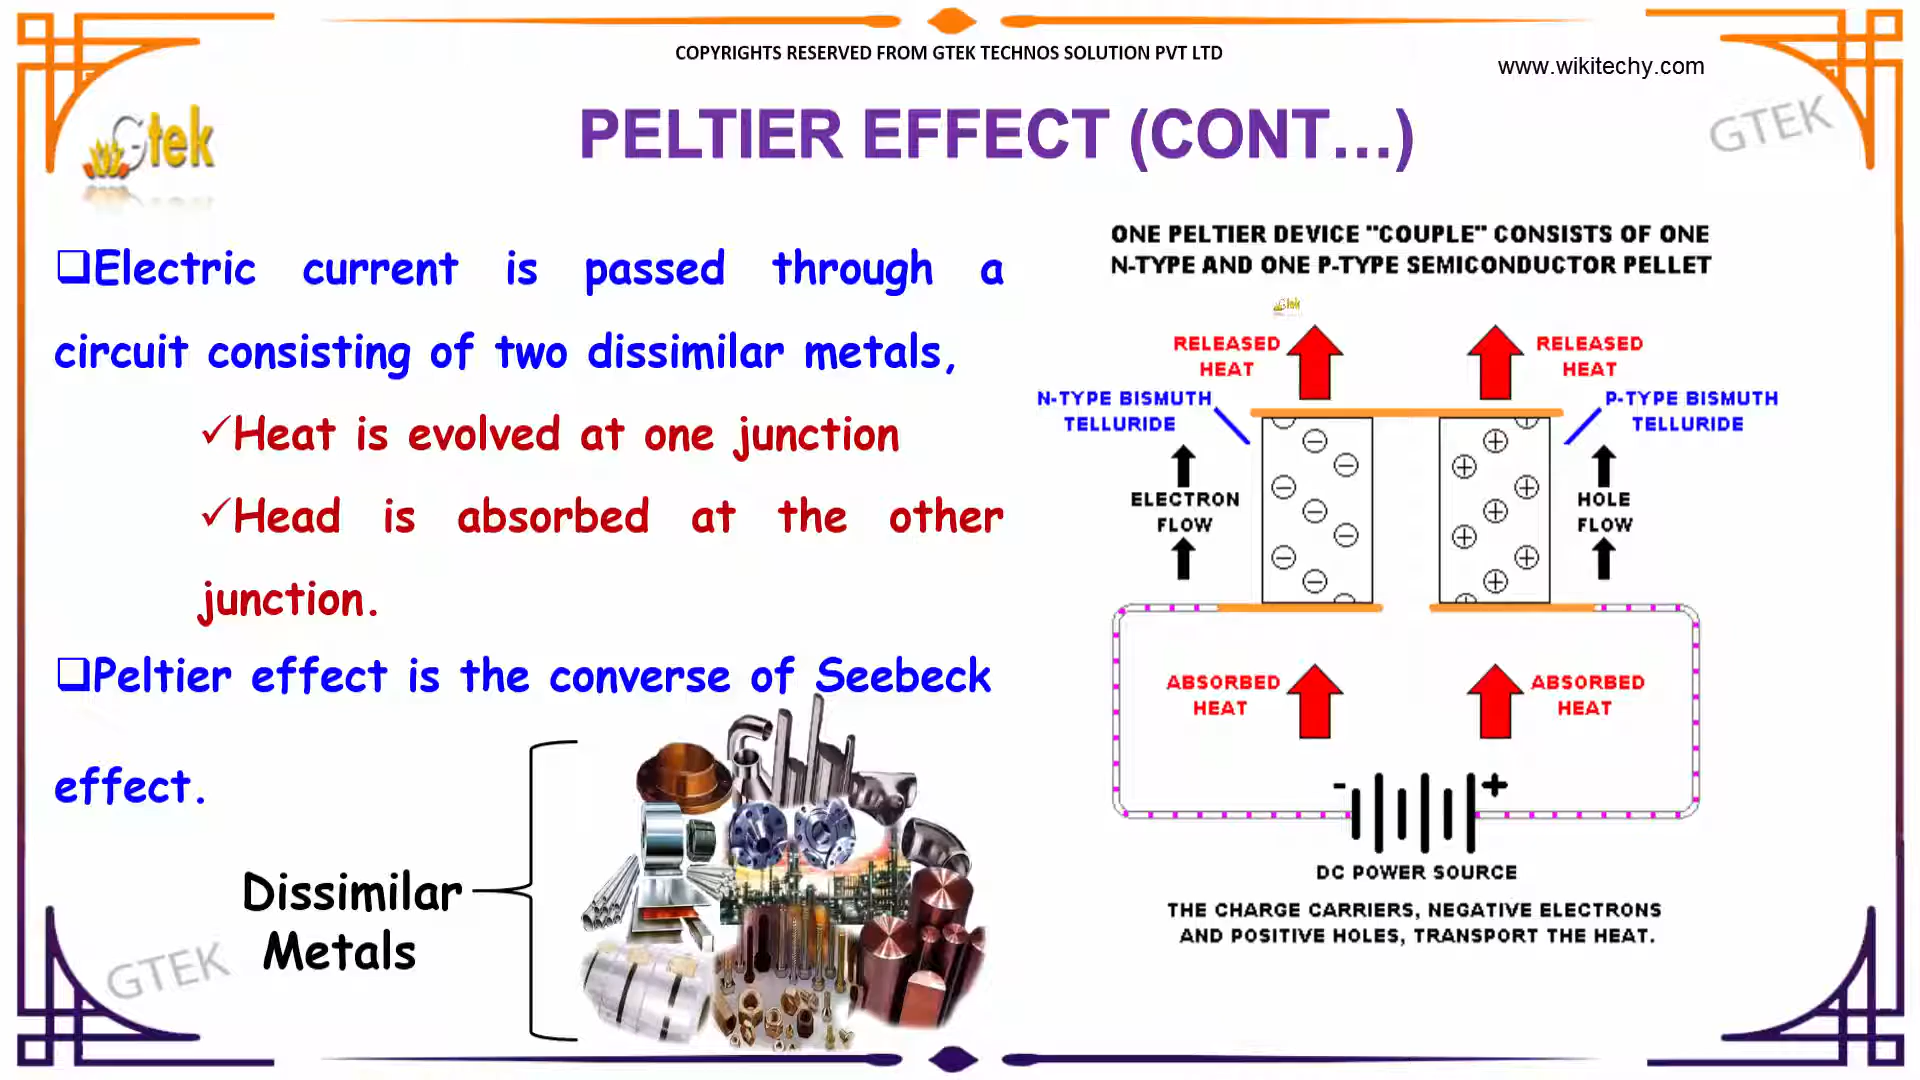 COPYRIGHTS RESERVED FROM GTEK TECHNOS SOLUTION PVT LTD
www.wikitechy.com
Gtek
GTEK
PELTIER EFFECT (CONT...)
❑Electric current is passed through a
circuit consisting of two dissimilar metals,
✓Heat is evolved at one junction
✓Head is absorbed at the other
junction.
❑Peltier effect is the converse of Seebeck
effect.
Dissimilar
Metals
GTEK
ONE PELTIER DEVICE "COUPLE" CONSISTS OF ONE
N-TYPE AND ONE P-TYPE SEMICONDUCTOR PELLET
Gtek
RELEASED
HEAT
RELEASED
HEAT
N-TYPE BISMUTH
TELLURIDE
P-TYPE BISMUTH
TELLURIDE
ELECTRON
FLOW
HOLE
FLOW
ABSORBED
HEAT
ABSORBED
HEAT
- +
DC POWER SOURCE
THE CHARGE CARRIERS, NEGATIVE ELECTRONS
AND POSITIVE HOLES, TRANSPORT THE HEAT.